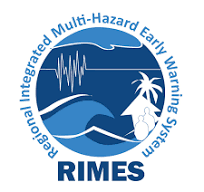 Regional Integrated Multi-Hazard Early Warning System
RIMES